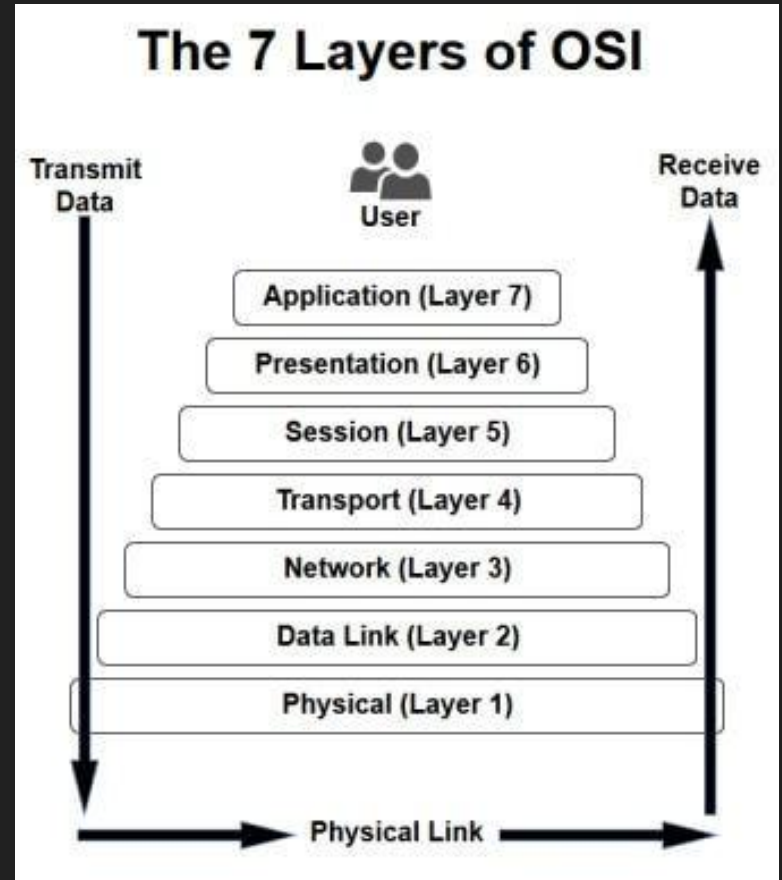 The 7 Layers of OSI
Transmit
Data
User
Receive
Data
Application (Layer 7)
Presentation (Layer 6)
Session (Layer 5)
Transport (Layer 4)
Network (Layer 3)
Data Link (Layer 2)
Physical (Layer 1)
Physical Link